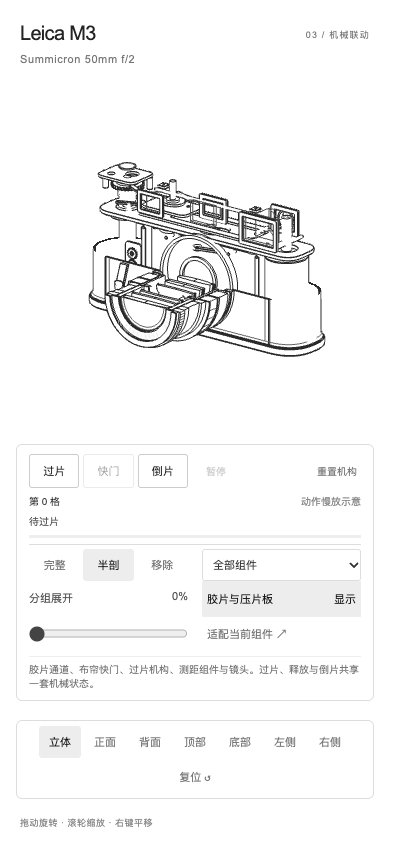 Leica M3
03 / 机械联动
Summicron 50mm f/2
过片 快门 倒片 暂停 重置机构
第 0 格 动作慢放示意
待过片
完整 半剖 移除 全部组件
分组展开 0% 胶片与压片板 显示
适配当前组件 ↗
胶片通道、布帘快门、过片机构、测距组件与镜头。过片、释放与倒片共享
一套机械状态。
立体 正面 背面 顶部 底部 左侧 右侧
复位 ↺
拖动旋转 · 滚轮缩放 · 右键平移